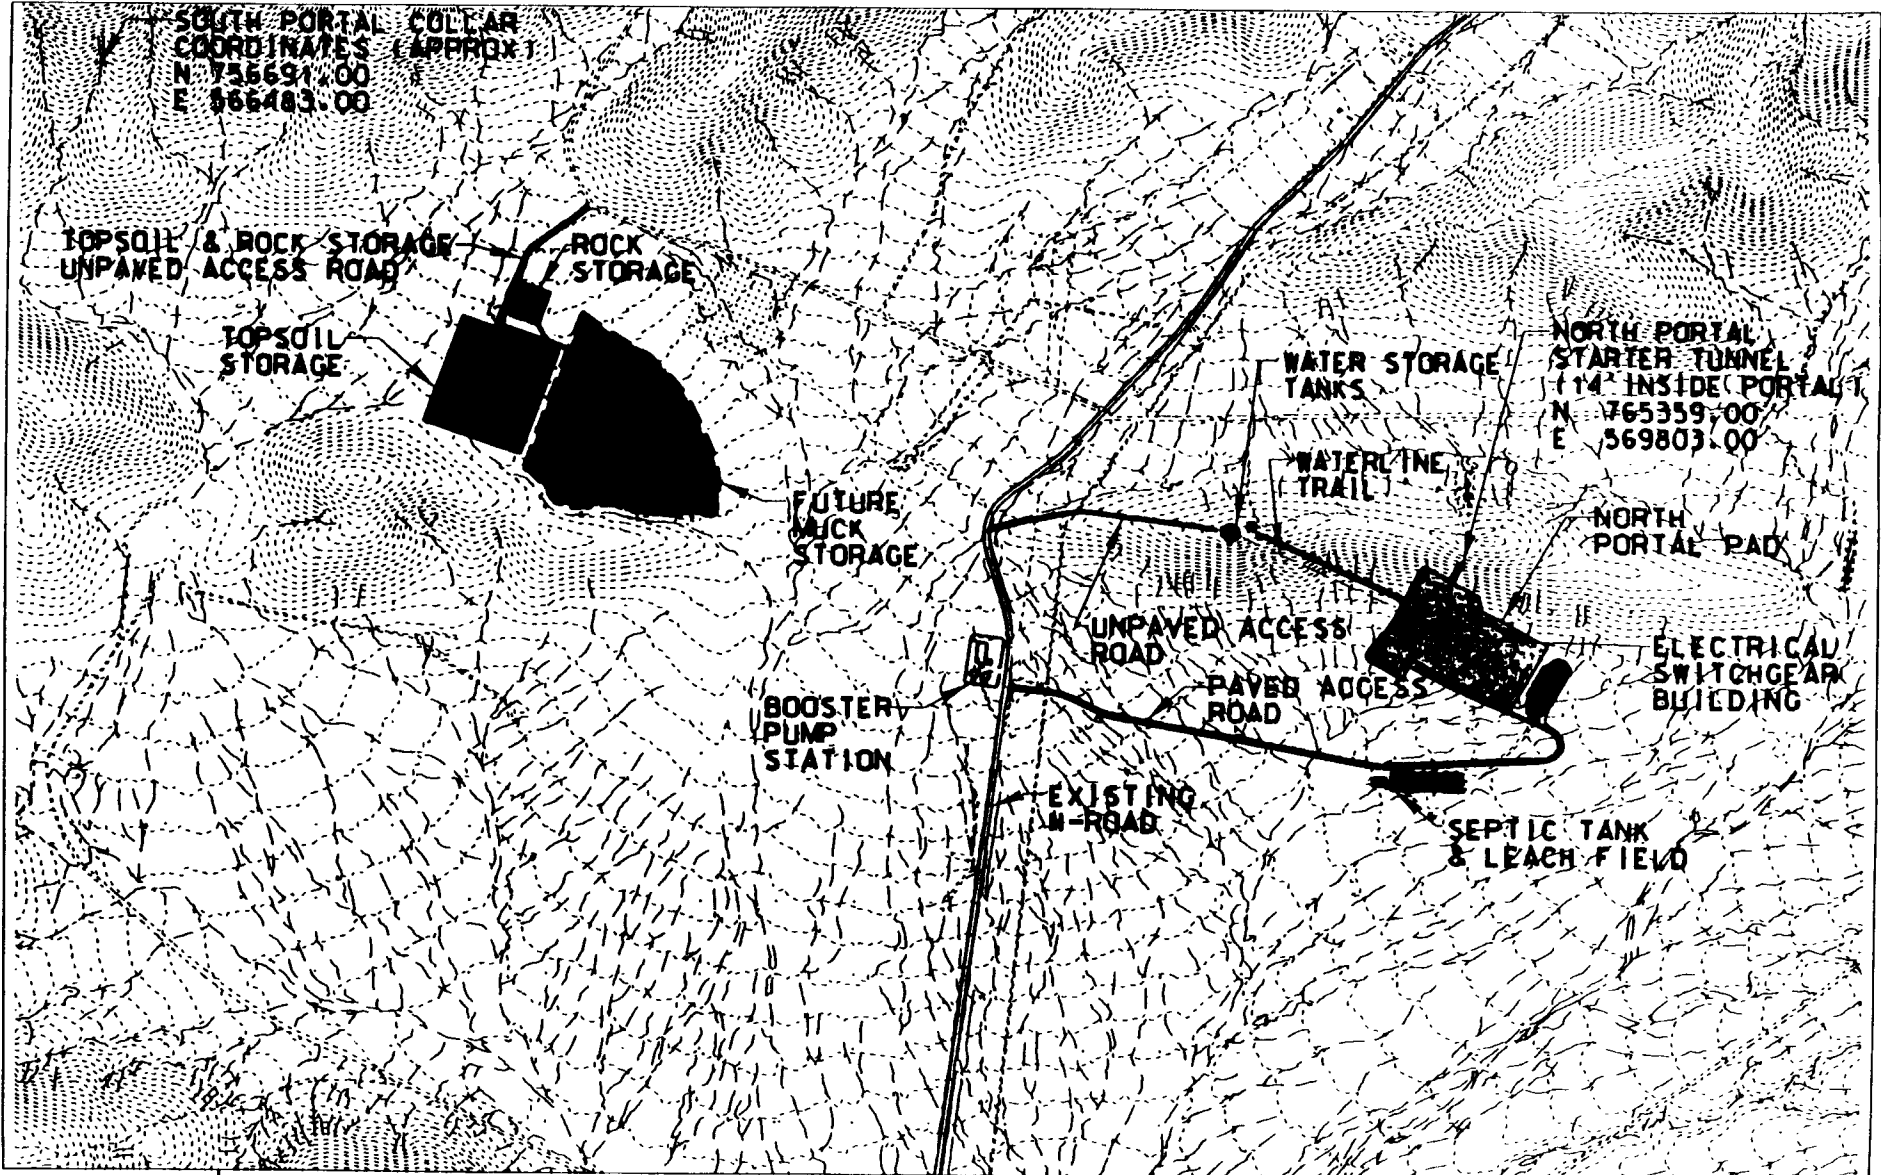 SOUTH PORTAL COLLAR
COORDINATES (APPROX)
N 756691.00
E 566483.00
TOPSOIL & ROCK STORAGE
UNPAVED ACCESS ROAD
ROCK
STORAGE
TOPSOIL
STORAGE
FUTURE
MUCK
STORAGE
WATER STORAGE
TANKS
NORTH PORTAL
STARTER TUNNEL
(14' INSIDE PORTAL)
N 765359.00
E 569803.00
WATERLINE
TRAIL
NORTH
PORTAL PAD
UNPAVED ACCESS
ROAD
ELECTRICAL
SWITCHGEAR
BUILDING
PAVED ACCESS
ROAD
BOOSTER
PUMP
STATION
EXISTING
H-ROAD
SEPTIC TANK
& LEACH FIELD